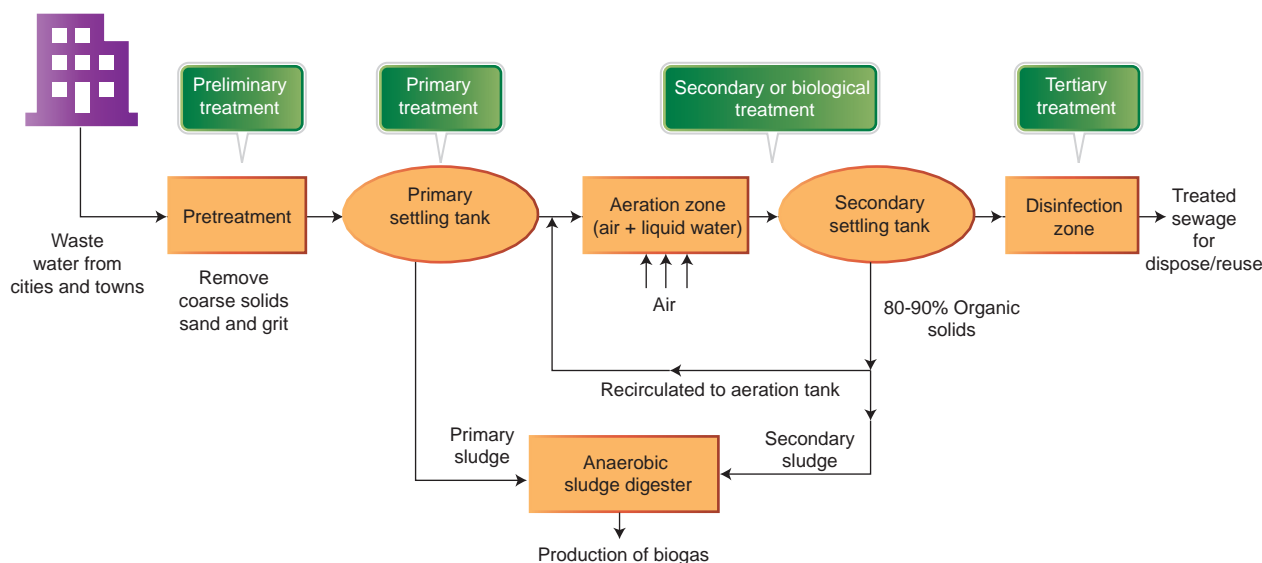 Preliminary
treatment
Primary
treatment
Secondary or biological
treatment
Tertiary
treatment
Pretreatment
Primary
settling tank
Aeration zone
(air + liquid water)
Secondary
settling tank
Disinfection
zone
Treated
sewage
for
dispose/reuse
Waste
water from
cities and towns
Remove
coarse solids
sand and grit
Air
80-90% Organic
solids
Recirculated to aeration tank
Primary
sludge
Secondary
sludge
Anaerobic
sludge digester
Production of biogas